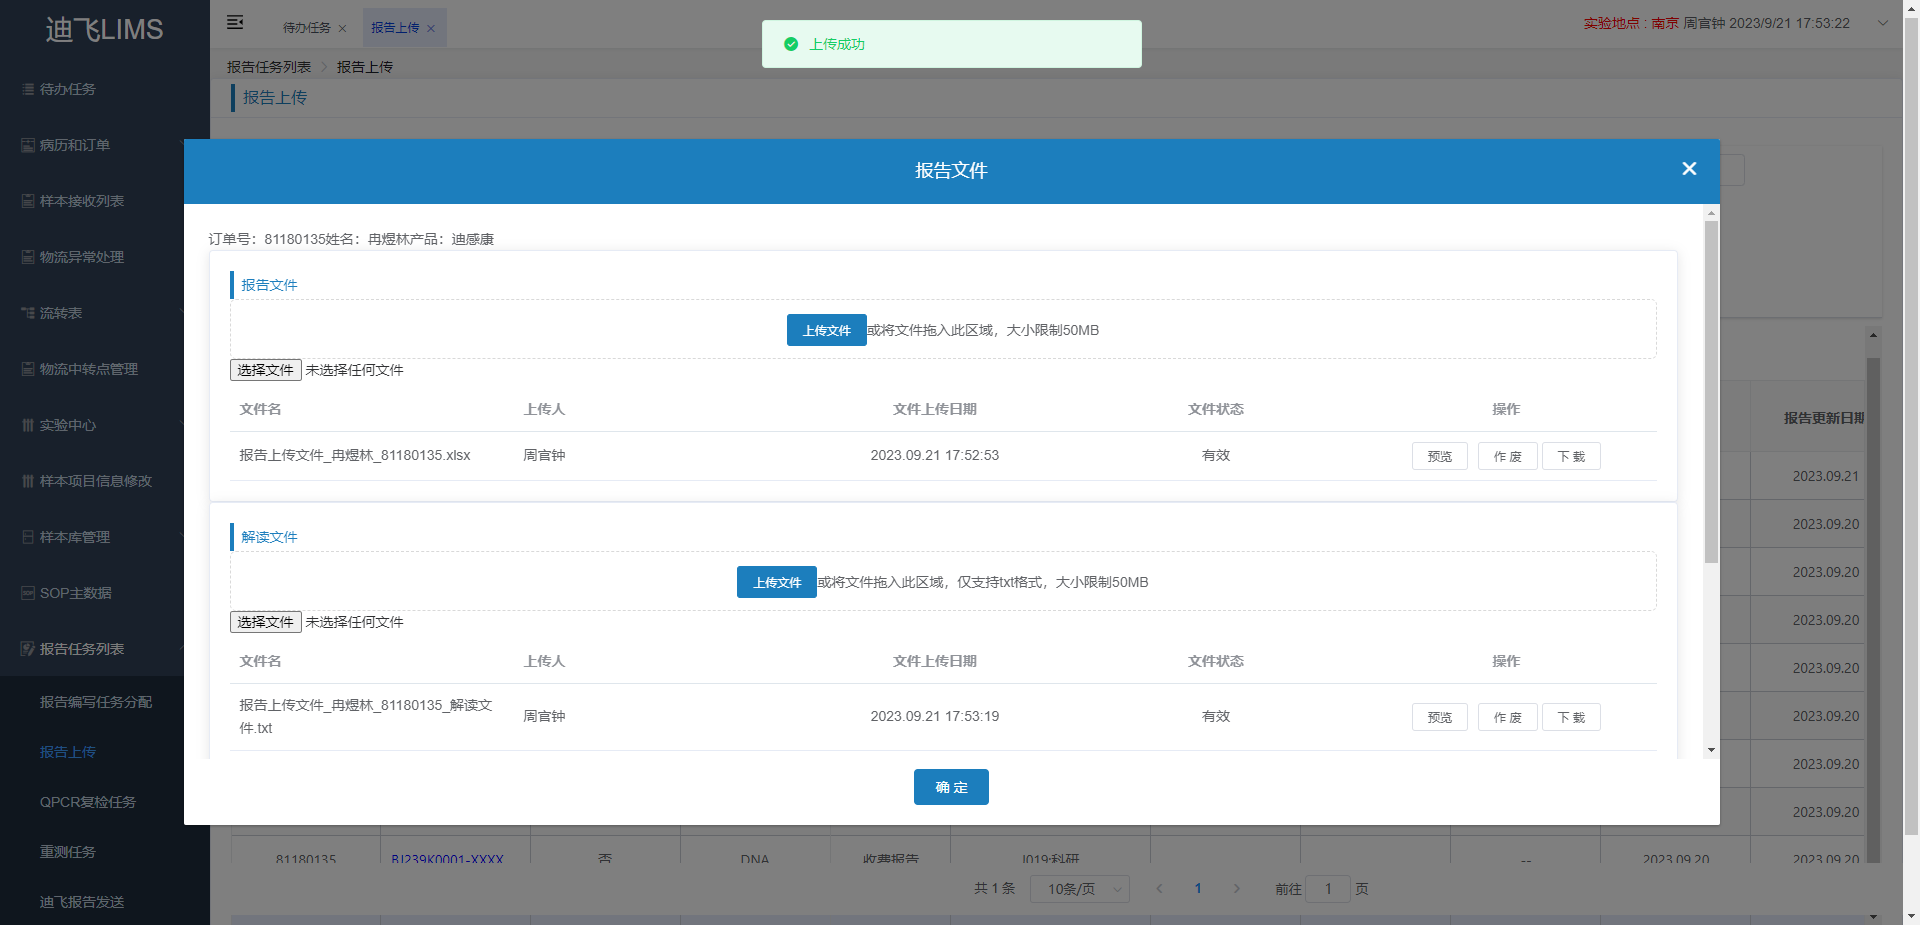 迪飞LIMS
待办任务
报告上传
上传成功
实验地点 : 南京 周官钟 2023/9/21 17:53:22
报告任务列表
报告上传
报告上传
待办任务
病历和订单
样本接收列表
物流异常处理
流转表
物流中转点管理
实验中心
样本项目信息修改
样本库管理
SOP主数据
报告任务列表
报告编写任务分配
报告上传
QPCR复检任务
重测任务
迪飞报告发送
报告文件
订单号：81180135姓名：冉煜林产品：迪感康
报告文件
上传文件 或将文件拖入此区域，大小限制50MB
选择文件 未选择任何文件
文件名 上传人 文件上传日期 文件状态 操作
报告上传文件_冉煜林_81180135.xlsx 周官钟 2023.09.21 17:52:53 有效 预览 作 废 下 载
解读文件
上传文件 或将文件拖入此区域，仅支持txt格式，大小限制50MB
选择文件 未选择任何文件
文件名 上传人 文件上传日期 文件状态 操作
报告上传文件_冉煜林_81180135_解读文
件.txt
周官钟 2023.09.21 17:53:19 有效 预览 作 废 下 载
确 定
报告更新日期
2023.09.21
2023.09.20
2023.09.20
2023.09.20
2023.09.20
2023.09.20
2023.09.20
2023.09.20
81180135 BJ239K0001-XXXX 否 DNA 收费报告 J019:科研 -- 2023.09.20 2023.09.20
共 1 条 10条/页 1 前往 1 页